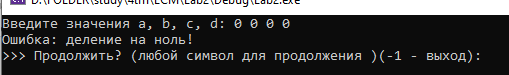 D:\FOLDER\study\4tm\ECM\Lab2\Debug\Lab2.exe
Введите значения a, b, c, d: 0 0 0 0
Ошибка: деление на ноль!
>>> Продолжить? (любой символ для продолжения )(-1 - выход):